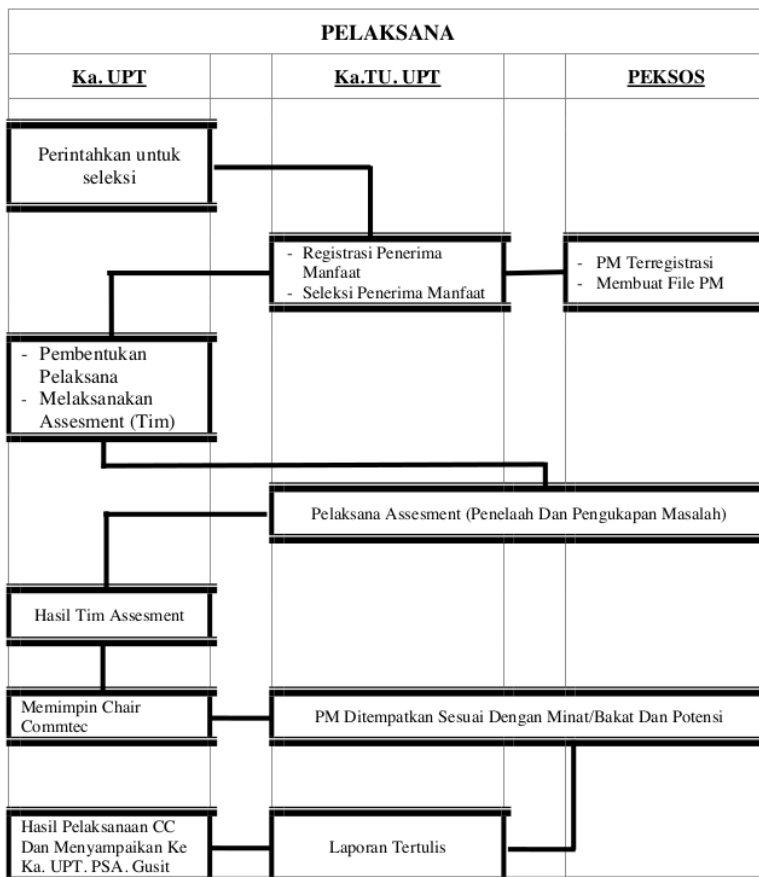 PELAKSANA
Ka. UPT
Ka.TU. UPT
PEKSOS
Perintahkan untuk
seleksi
- Registrasi Penerima
Manfaat
- Seleksi Penerima Manfaat
- PM Terregistrasi
- Membuat File PM
- Pembentukan
Pelaksana
- Melaksanakan
Assesment (Tim)
Pelaksana Assesment (Penelaah Dan Pengukapan Masalah)
Hasil Tim Assesment
Memimpin Chair
Commtec
PM Ditempatkan Sesuai Dengan Minat/Bakat Dan Potensi
Hasil Pelaksanaan CC
Dan Menyampaikan Ke
Ka. UPT. PSA. Gusit
Laporan Tertulis